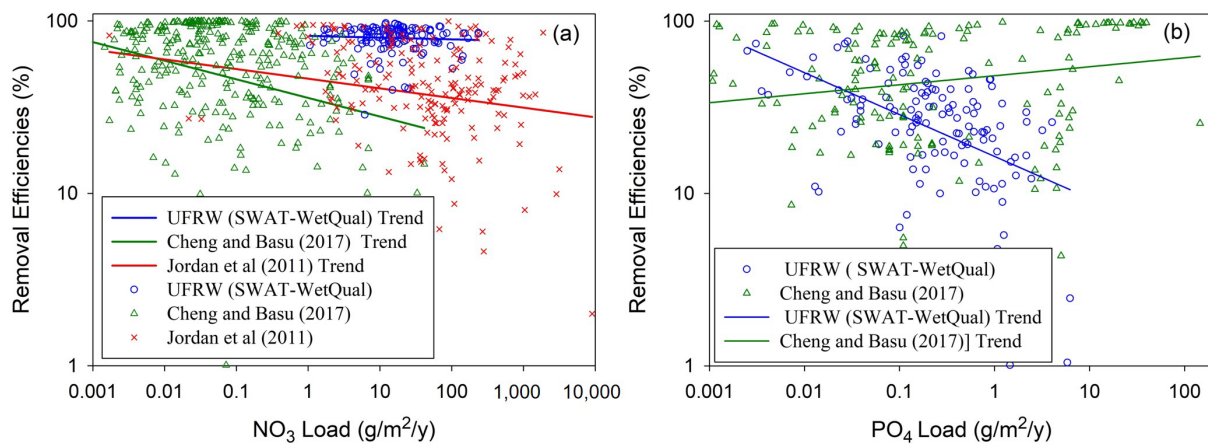 (a)
Removal Efficiencies (%)
100
10
1
UFRW (SWAT-WetQual) Trend
Cheng and Basu (2017) Trend
Jordan et al (2011) Trend
UFRW (SWAT-WetQual)
Cheng and Basu (2017)
Jordan et al (2011)
0.001 0.01 0.1 1 10 100 1,000 10,000
NO3 Load (g/m²/y)
(b)
Removal Efficiencies (%)
100
10
1
UFRW ( SWAT-WetQual)
Cheng and Basu (2017)
UFRW (SWAT-WetQual) Trend
Cheng and Basu (2017)] Trend
0.001 0.01 0.1 1 10 100
PO4 Load (g/m²/y)